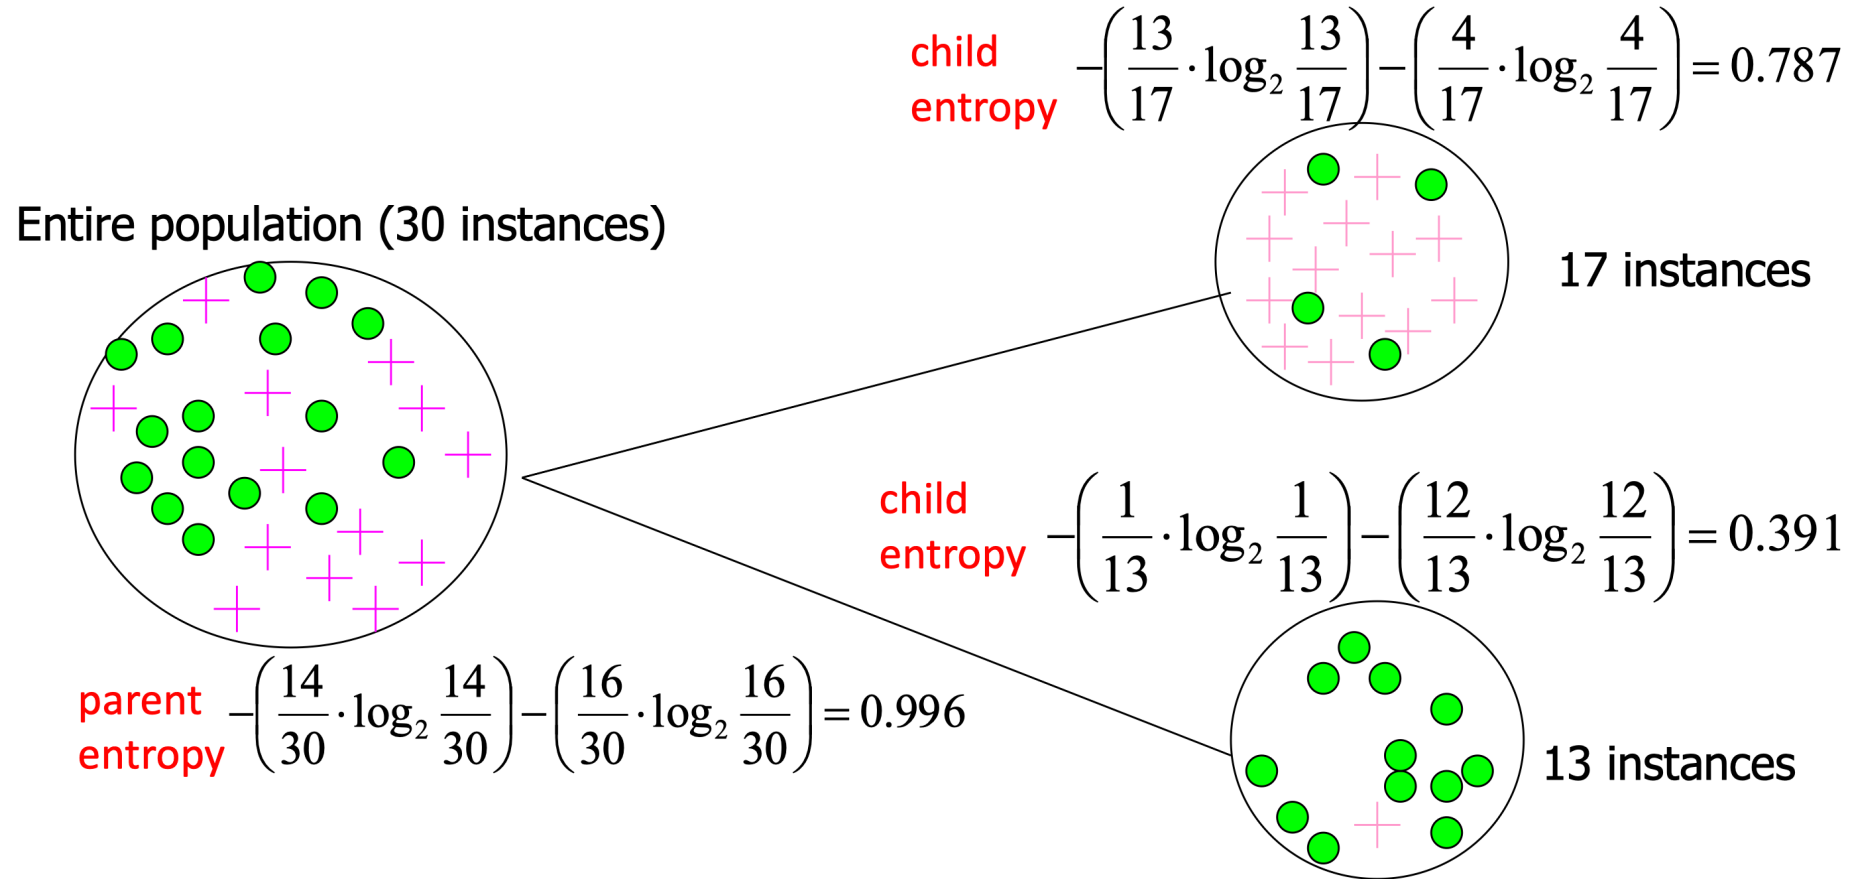 child
entropy
−(13/17 · log₂ 13/17) − (4/17 · log₂ 4/17) = 0.787
Entire population (30 instances)
17 instances
child
entropy
−(1/13 · log₂ 1/13) − (12/13 · log₂ 12/13) = 0.391
parent
entropy
−(14/30 · log₂ 14/30) − (16/30 · log₂ 16/30) = 0.996
13 instances